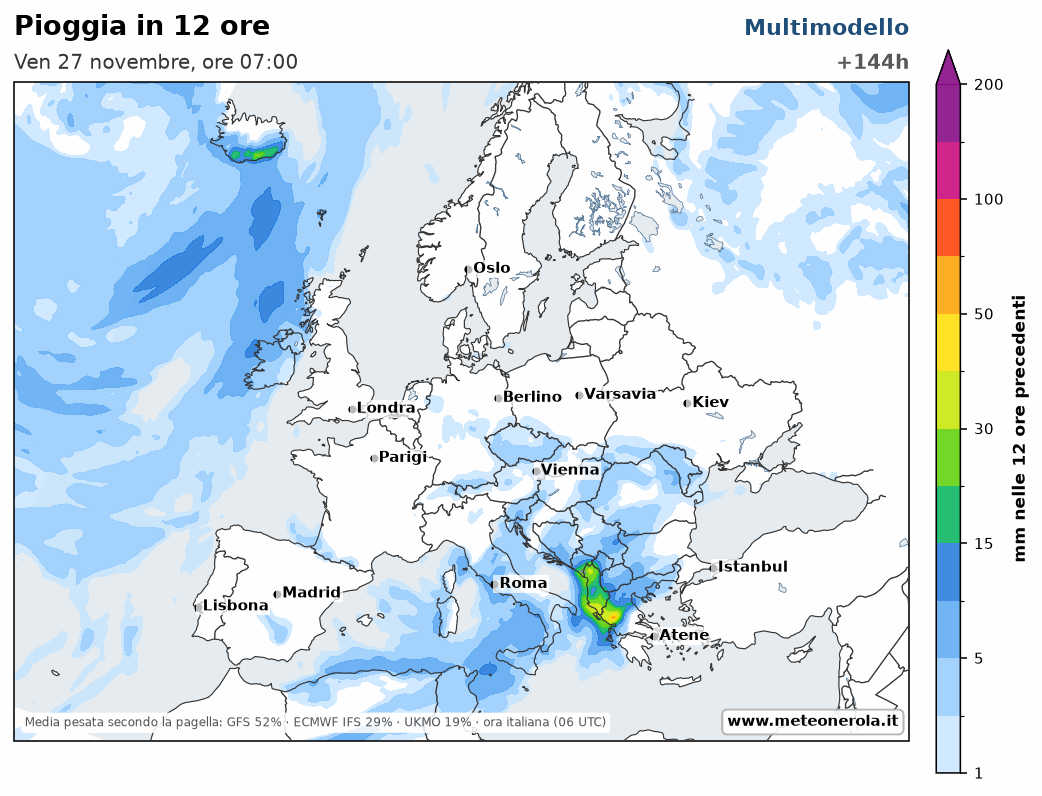 Pioggia in 12 ore
Multimodello
Ven 27 novembre, ore 07:00
+144h
200
100
50
30
15
5
1
mm nelle 12 ore precedenti
Oslo
Berlino
Varsavia
Kiev
Londra
Parigi
Vienna
Istanbul
Roma
Madrid
Lisbona
Atene
Media pesata secondo la pagella: GFS 52% · ECMWF IFS 29% · UKMO 19% · ora italiana (06 UTC)
www.meteonerola.it